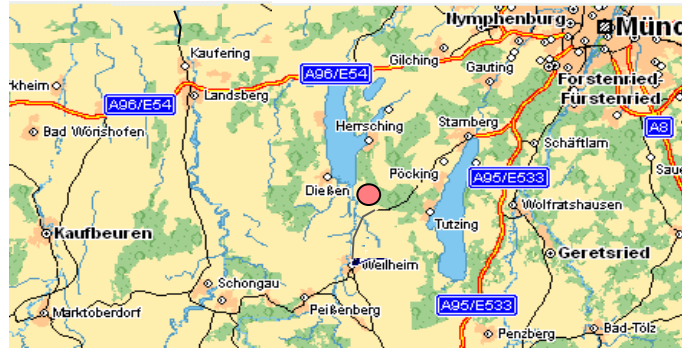 Nymphenburg
Münc
Kaufering
Gilching
Gauting
A96/E54
Forstenried-
Fürstenried
rkheim
A96/E54
Landsberg
Herrsching
Starnberg
A8
Bad Wörishofen
Schäftlarn
Pöcking
Saue
Dießen
A95/E533
Tutzing
Wolfratshausen
Kaufbeuren
Geretsried
Weilheim
Schongau
A95/E533
Marktoberdorf
Peißenberg
Penzberg
Bad-Tölz